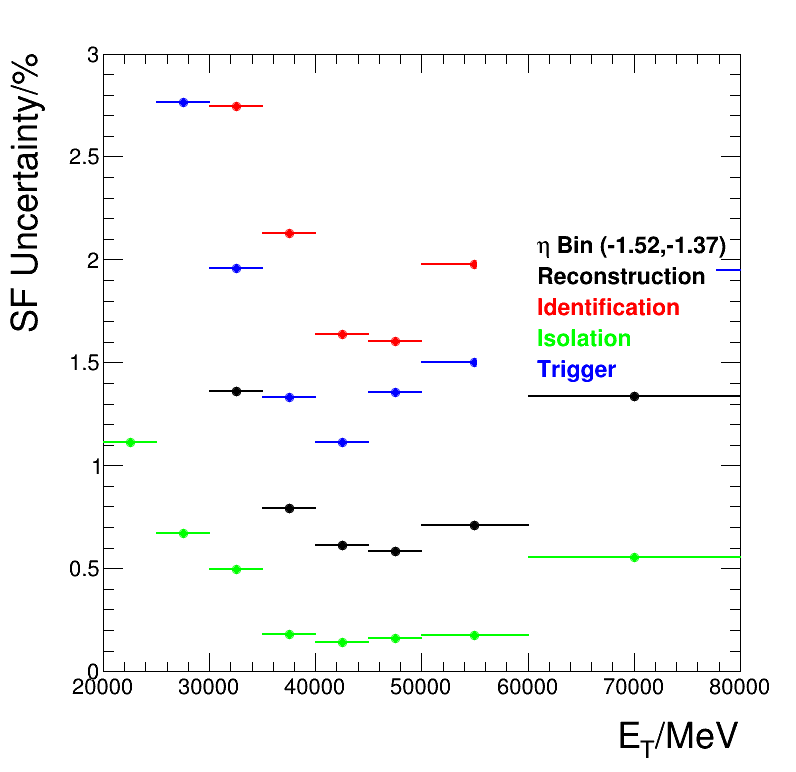 SF Uncertainty/%
3
2.5
2
1.5
1
0.5
0
η Bin (-1.52,-1.37)
Reconstruction
Identification
Isolation
Trigger
20000 30000 40000 50000 60000 70000 80000
E_T/MeV